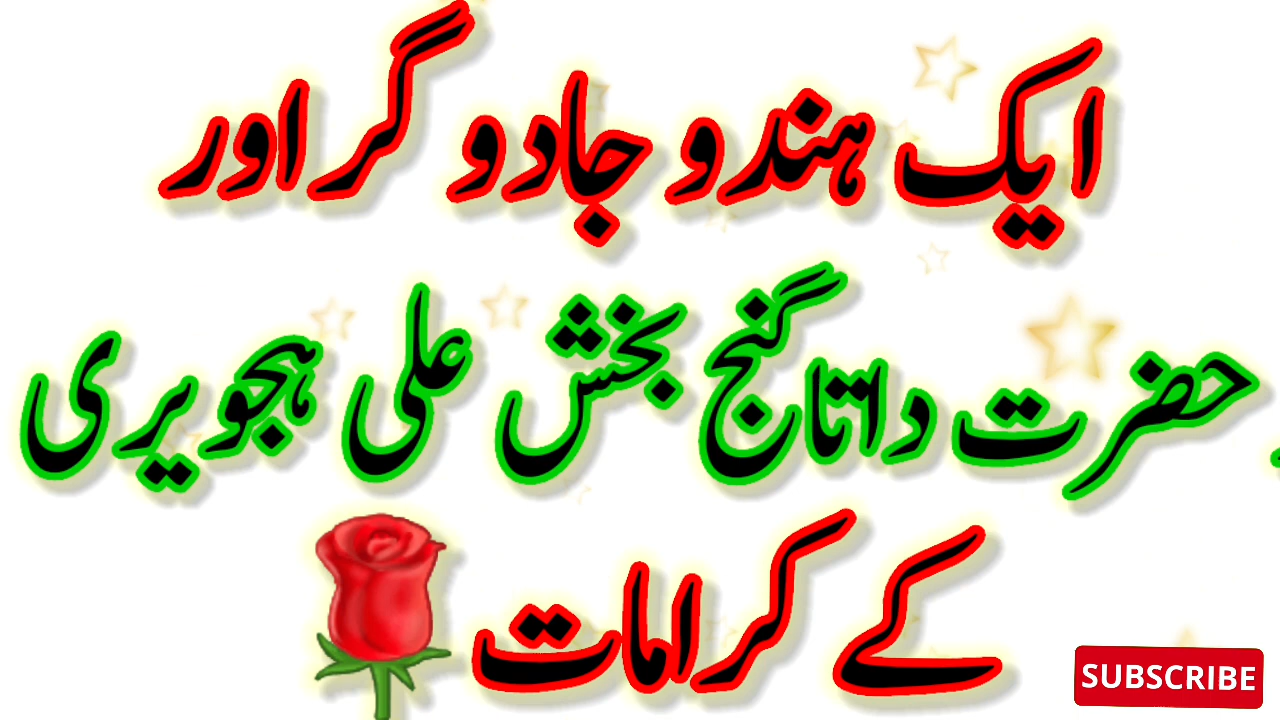 ایک ہندو جادو گر اور
حضرت داتا گنج بخش علی ہجویری
کے کرامات
SUBSCRIBE